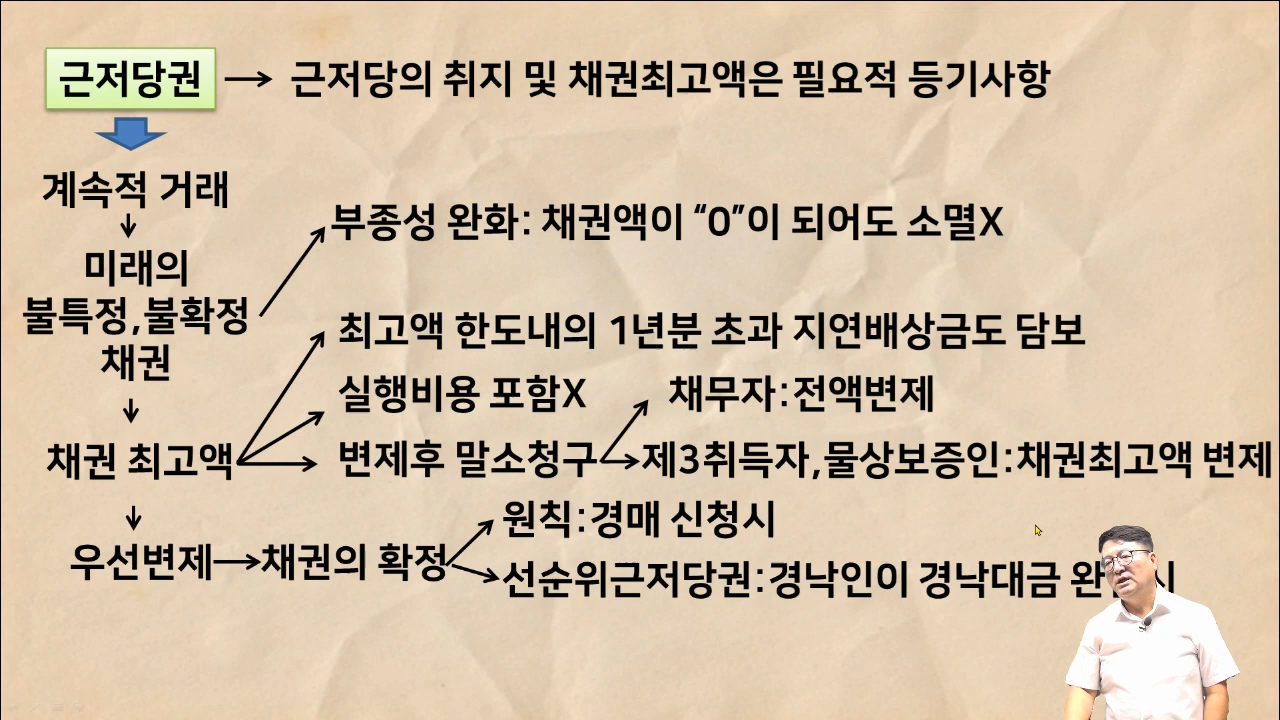 근저당권 → 근저당의 취지 및 채권최고액은 필요적 등기사항
계속적 거래
미래의
불특정,불확정
채권
부종성 완화: 채권액이 “0”이 되어도 소멸X
채권 최고액
최고액 한도내의 1년분 초과 지연배상금도 담보
실행비용 포함X
변제후 말소청구
채무자:전액변제
제3취득자,물상보증인:채권최고액 변제
우선변제→채권의 확정
원칙:경매 신청시
선순위근저당권:경낙인이 경낙대금